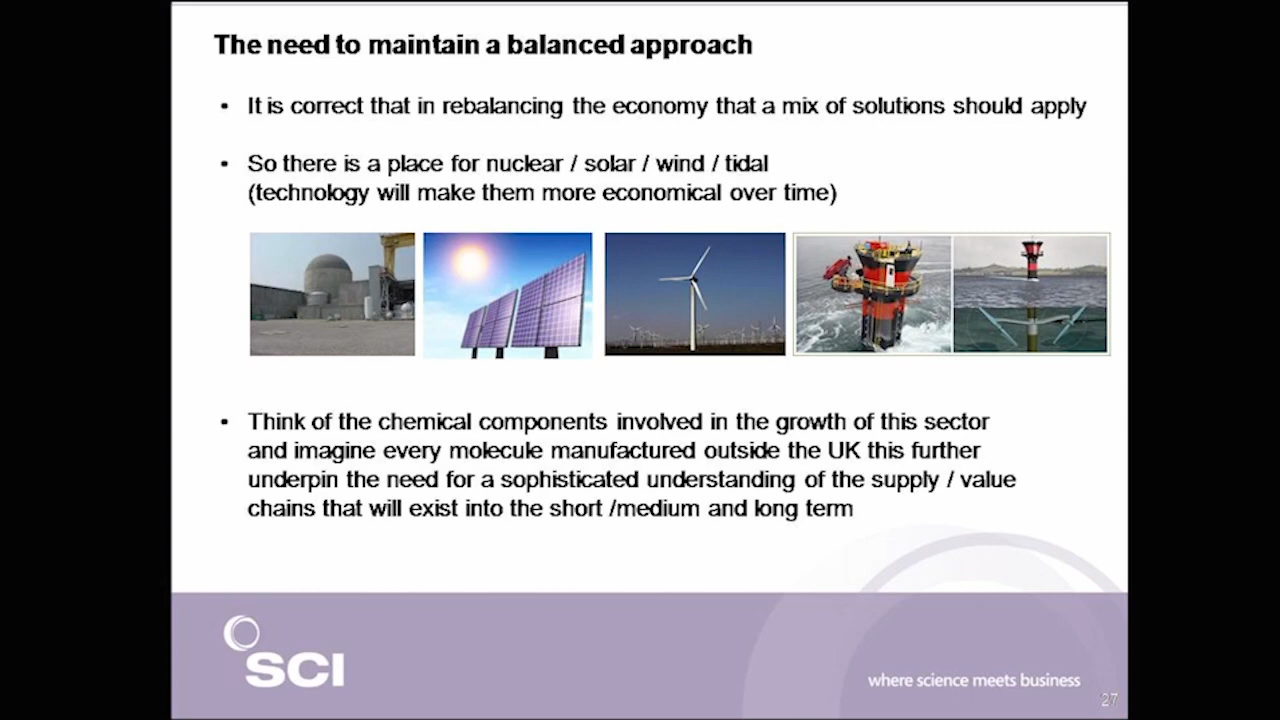 The need to maintain a balanced approach
• It is correct that in rebalancing the economy that a mix of solutions should apply
• So there is a place for nuclear / solar / wind / tidal
(technology will make them more economical over time)
• Think of the chemical components involved in the growth of this sector
and imagine every molecule manufactured outside the UK this further
underpin the need for a sophisticated understanding of the supply / value
chains that will exist into the short /medium and long term
SCI
where science meets business
27